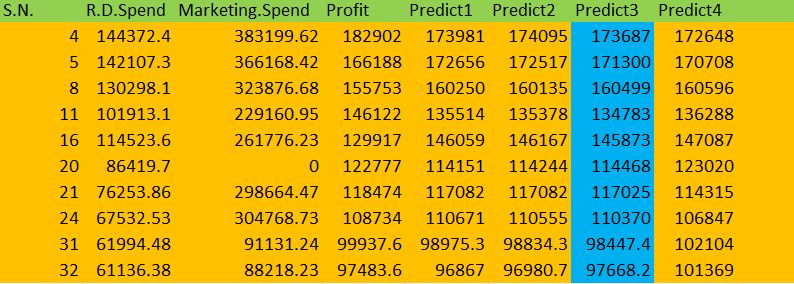 S.N. R.D.Spend Marketing.Spend Profit Predict1 Predict2 Predict3 Predict4
4 144372.4 383199.62 182902 173981 174095 173687 172648
5 142107.3 366168.42 166188 172656 172517 171300 170708
8 130298.1 323876.68 155753 160250 160135 160499 160596
11 101913.1 229160.95 146122 135514 135378 134783 136288
16 114523.6 261776.23 129917 146059 146167 145873 147087
20 86419.7 0 122777 114151 114244 114468 123020
21 76253.86 298664.47 118474 117082 117082 117025 114315
24 67532.53 304768.73 108734 110671 110555 110370 106847
31 61994.48 91131.24 99937.6 98975.3 98834.3 98447.4 102104
32 61136.38 88218.23 97483.6 96867 96980.7 97668.2 101369